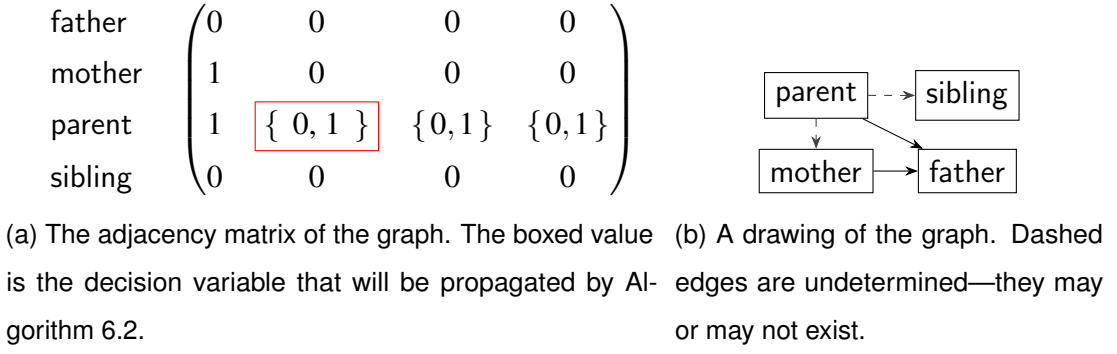 father 0 0 0 0
mother 1 0 0 0
parent 1 { 0, 1 } {0,1} {0,1}
sibling 0 0 0 0
parent sibling
mother father
(a) The adjacency matrix of the graph. The boxed value
is the decision variable that will be propagated by Al-
gorithm 6.2.
(b) A drawing of the graph. Dashed
edges are undetermined—they may
or may not exist.